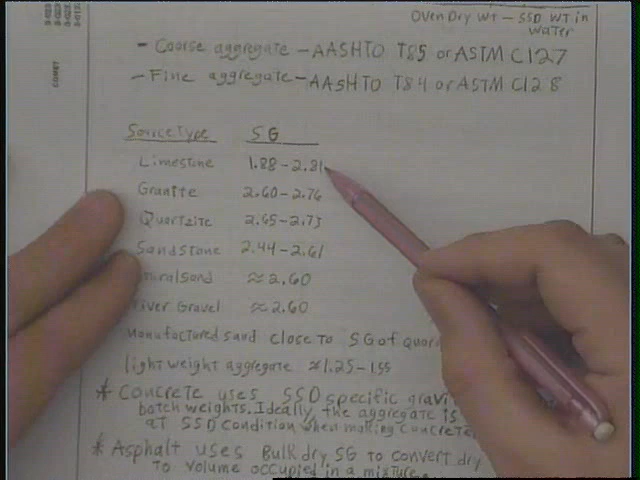 Oven Dry WT - SSD WT in
Water
- Coarse aggregate - AASHTO T85 or ASTM C127
- Fine aggregate - AASHTO T84 or ASTM C128
Source Type SG
Limestone 1.88-2.81
Granite 2.60-2.76
Quartzite 2.65-2.73
Sandstone 2.44-2.61
≈2.60
River Gravel ≈2.60
Manufactured sand close to SG of
light weight aggregate ≈1.25-1.55
* Concrete uses SSD specific
batch weights. Ideally, the aggregate is
at SSD condition when making concrete.
* Asphalt uses Bulk dry SG to convert dry
to volume occupied in a mixture.
COMET